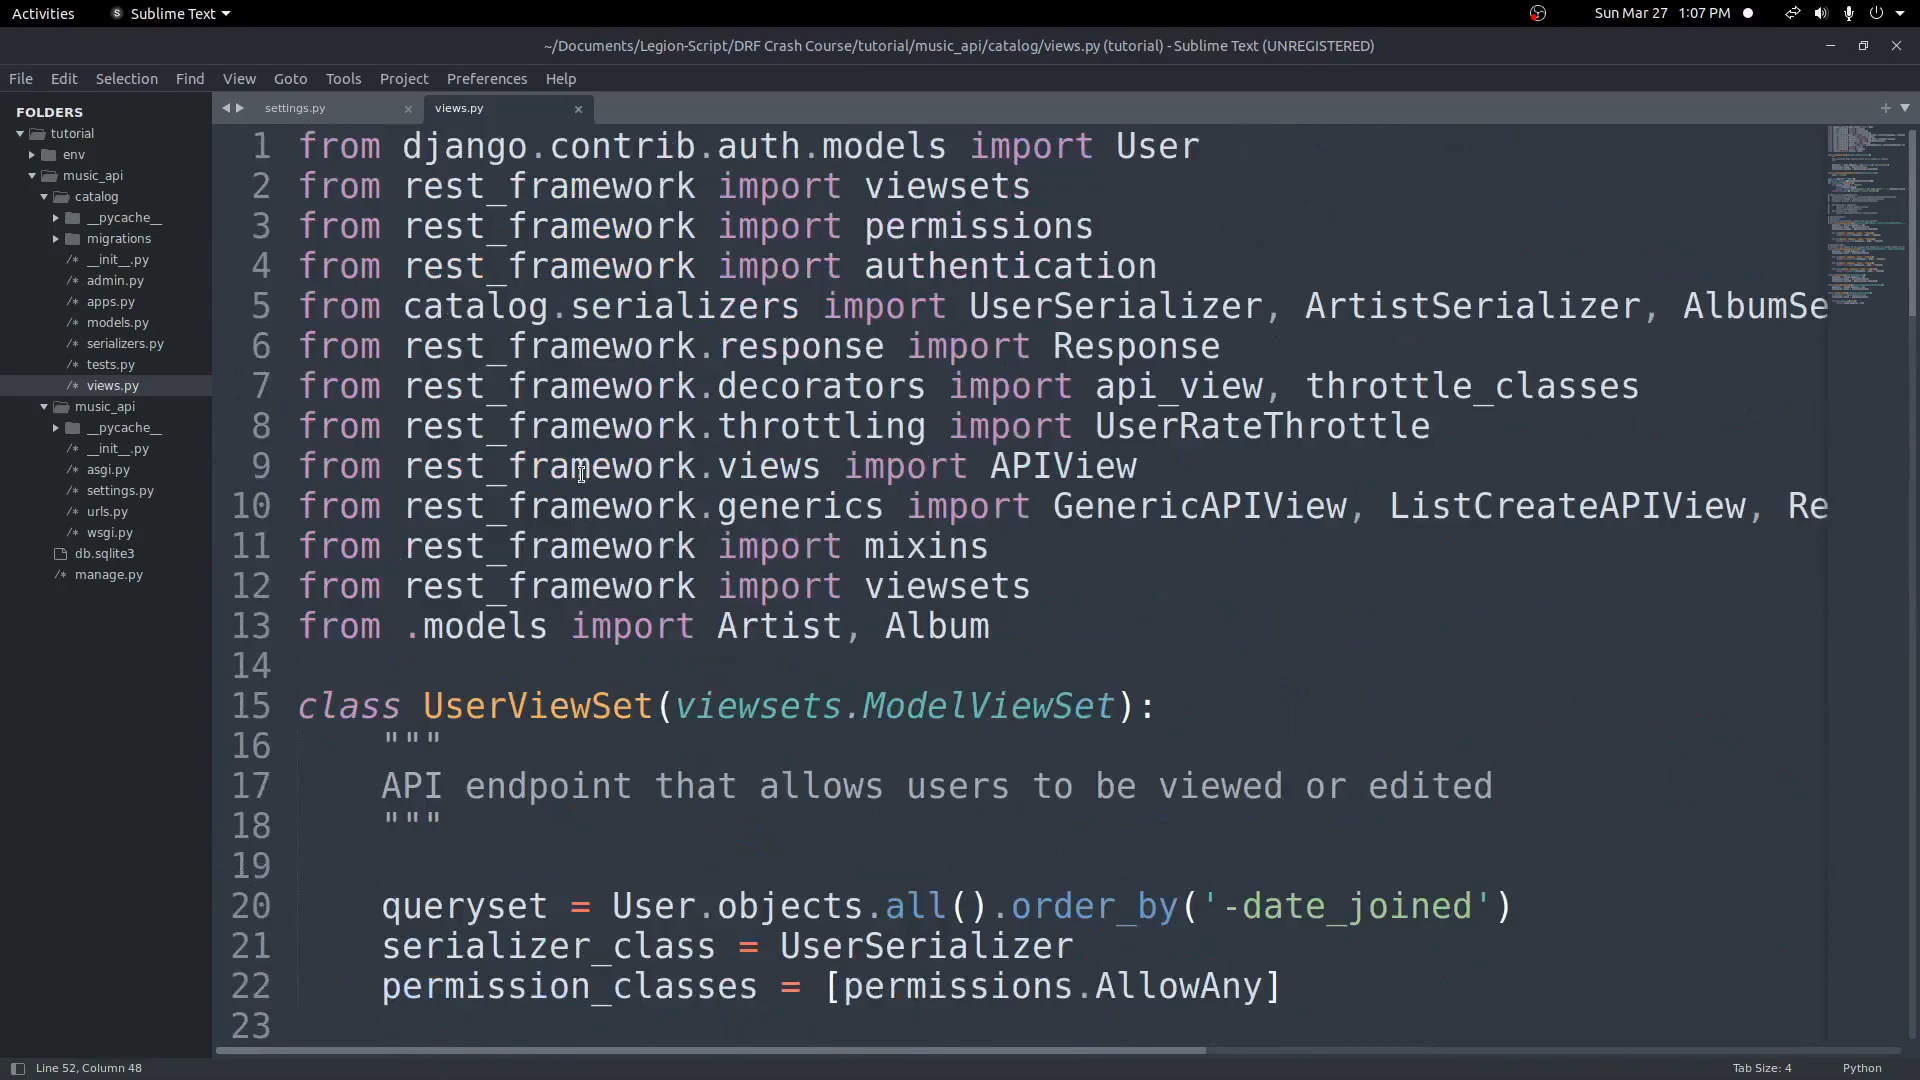 Activities
Sublime Text
Sun Mar 27 1:07 PM
~/Documents/Legion-Script/DRF Crash Course/tutorial/music_api/catalog/views.py (tutorial) - Sublime Text (UNREGISTERED)
File Edit Selection Find View Goto Tools Project Preferences Help
FOLDERS
tutorial
env
music_api
catalog
__pycache__
migrations
/* __init__.py
/* admin.py
/* apps.py
/* models.py
/* serializers.py
/* tests.py
/* views.py
music_api
__pycache__
/* __init__.py
/* asgi.py
/* settings.py
/* urls.py
/* wsgi.py
db.sqlite3
/* manage.py
settings.py
views.py
1 from django.contrib.auth.models import User
2 from rest_framework import viewsets
3 from rest_framework import permissions
4 from rest_framework import authentication
5 from catalog.serializers import UserSerializer, ArtistSerializer, AlbumSe
6 from rest_framework.response import Response
7 from rest_framework.decorators import api_view, throttle_classes
8 from rest_framework.throttling import UserRateThrottle
9 from rest_framework.views import APIView
10 from rest_framework.generics import GenericAPIView, ListCreateAPIView, Re
11 from rest_framework import mixins
12 from rest_framework import viewsets
13 from .models import Artist, Album
14
15 class UserViewSet(viewsets.ModelViewSet):
16 """
17 API endpoint that allows users to be viewed or edited
18 """
19
20 queryset = User.objects.all().order_by('-date_joined')
21 serializer_class = UserSerializer
22 permission_classes = [permissions.AllowAny]
23
Line 52, Column 48
Tab Size: 4
Python